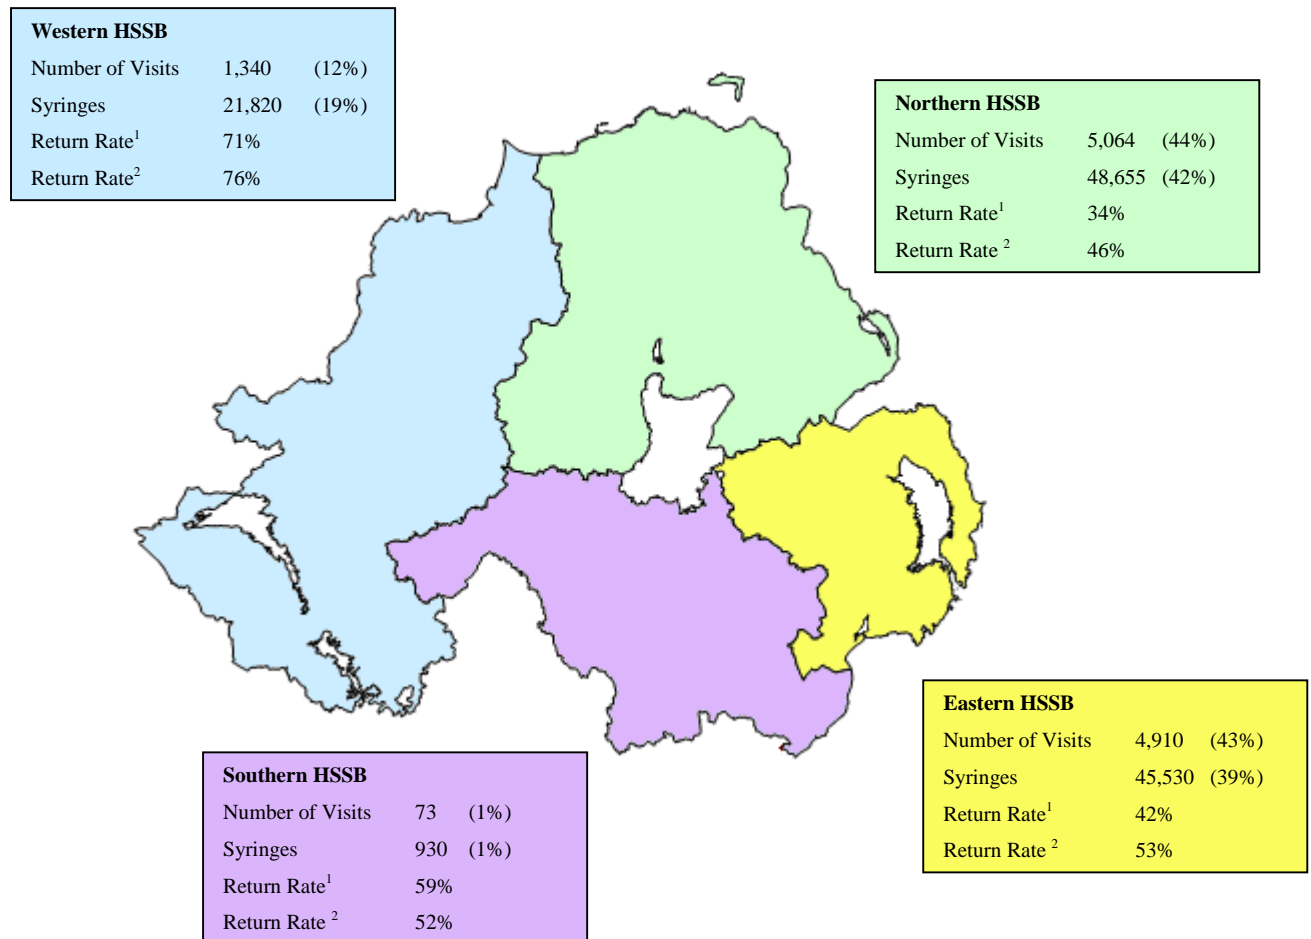 Western HSSB
Number of Visits 1,340 (12%)
Syringes 21,820 (19%)
Return Rate¹ 71%
Return Rate² 76%
Northern HSSB
Number of Visits 5,064 (44%)
Syringes 48,655 (42%)
Return Rate¹ 34%
Return Rate ² 46%
Eastern HSSB
Number of Visits 4,910 (43%)
Syringes 45,530 (39%)
Return Rate¹ 42%
Return Rate ² 53%
Southern HSSB
Number of Visits 73 (1%)
Syringes 930 (1%)
Return Rate¹ 59%
Return Rate ² 52%